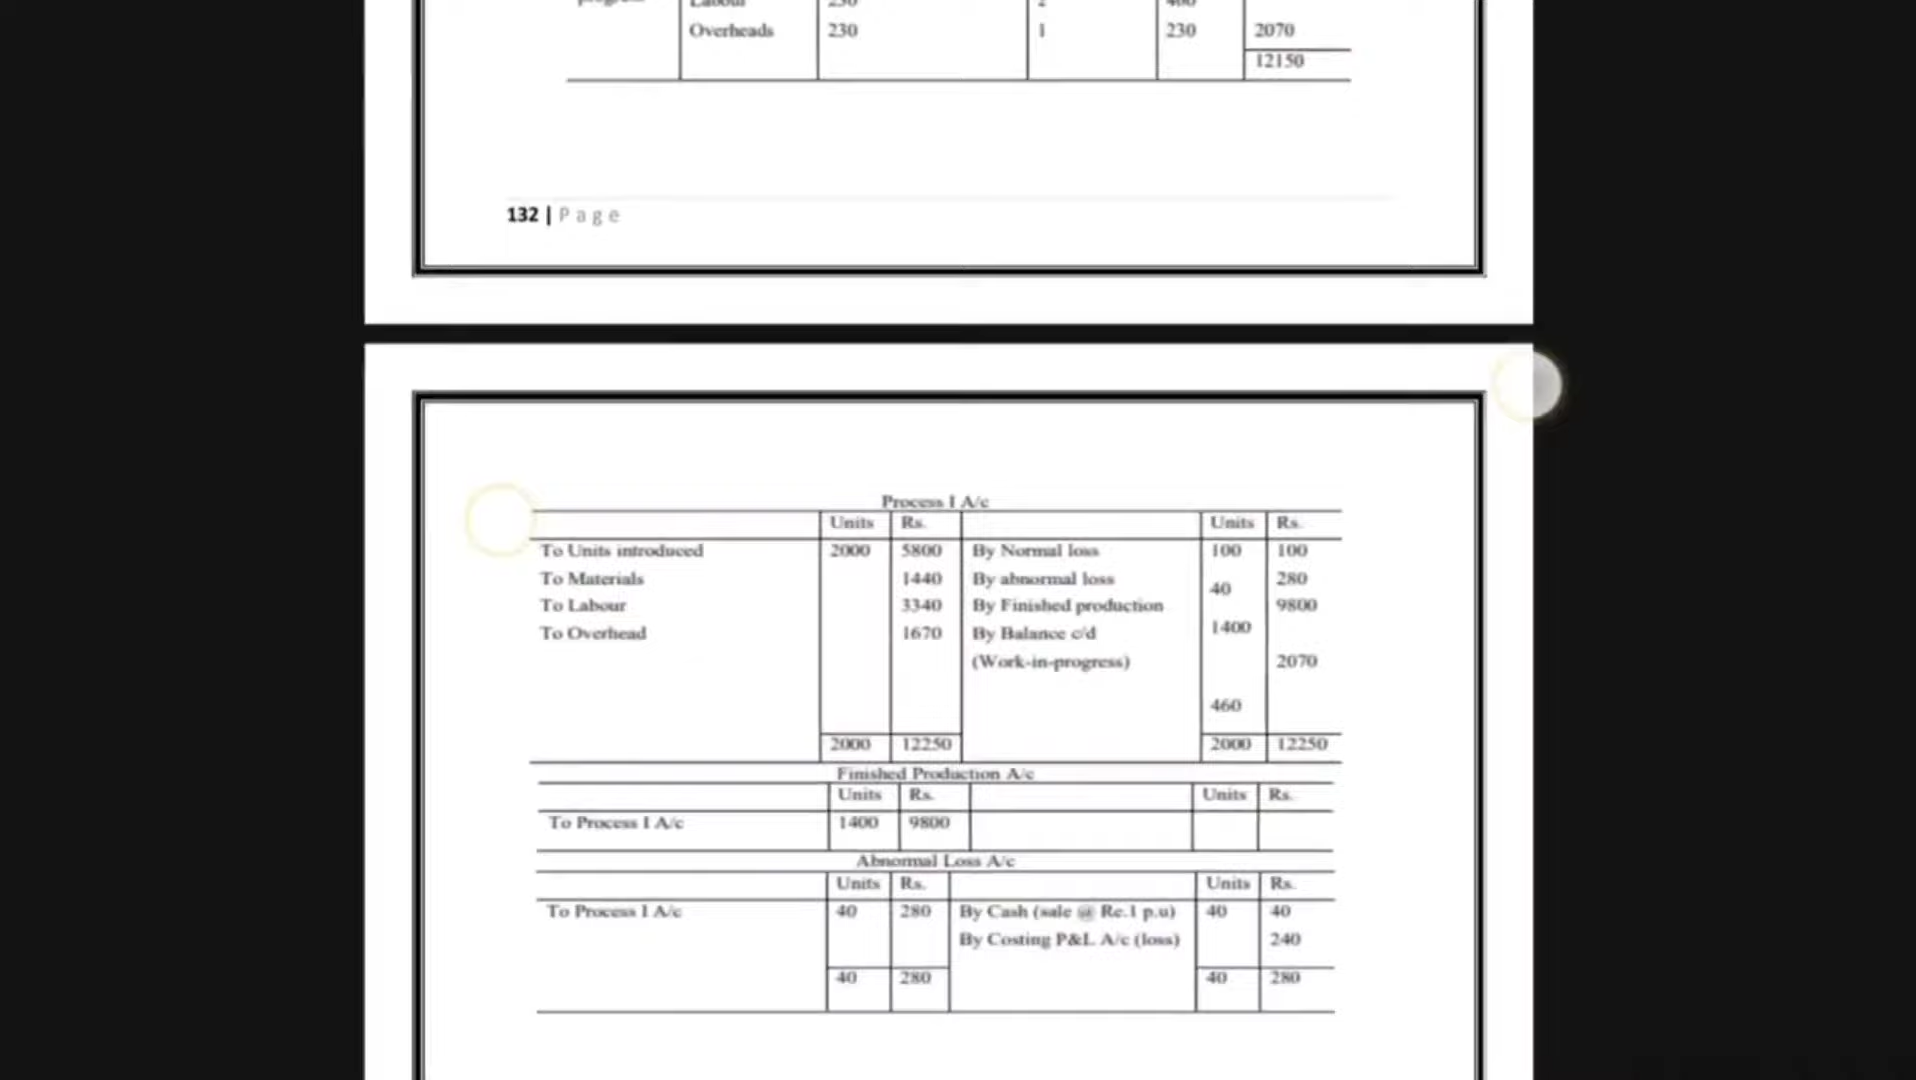 Labour 230 2 460
Overheads 230 1 230 2070
12150
132 | Page
Process I A/c
Units Rs. Units Rs.
To Units introduced 2000 5800 By Normal loss 100 100
To Materials 1440 By abnormal loss 40 280
To Labour 3340 By Finished production 1400 9800
To Overhead 1670 By Balance c/d
(Work-in-progress) 2070
460
2000 12250 2000 12250
Finished Production A/c
Units Rs. Units Rs.
To Process I A/c 1400 9800
Abnormal Loss A/c
Units Rs. Units Rs.
To Process I A/c 40 280 By Cash (sale @ Re.1 p.u) 40 40
By Costing P&L A/c (loss) 240
40 280 40 280